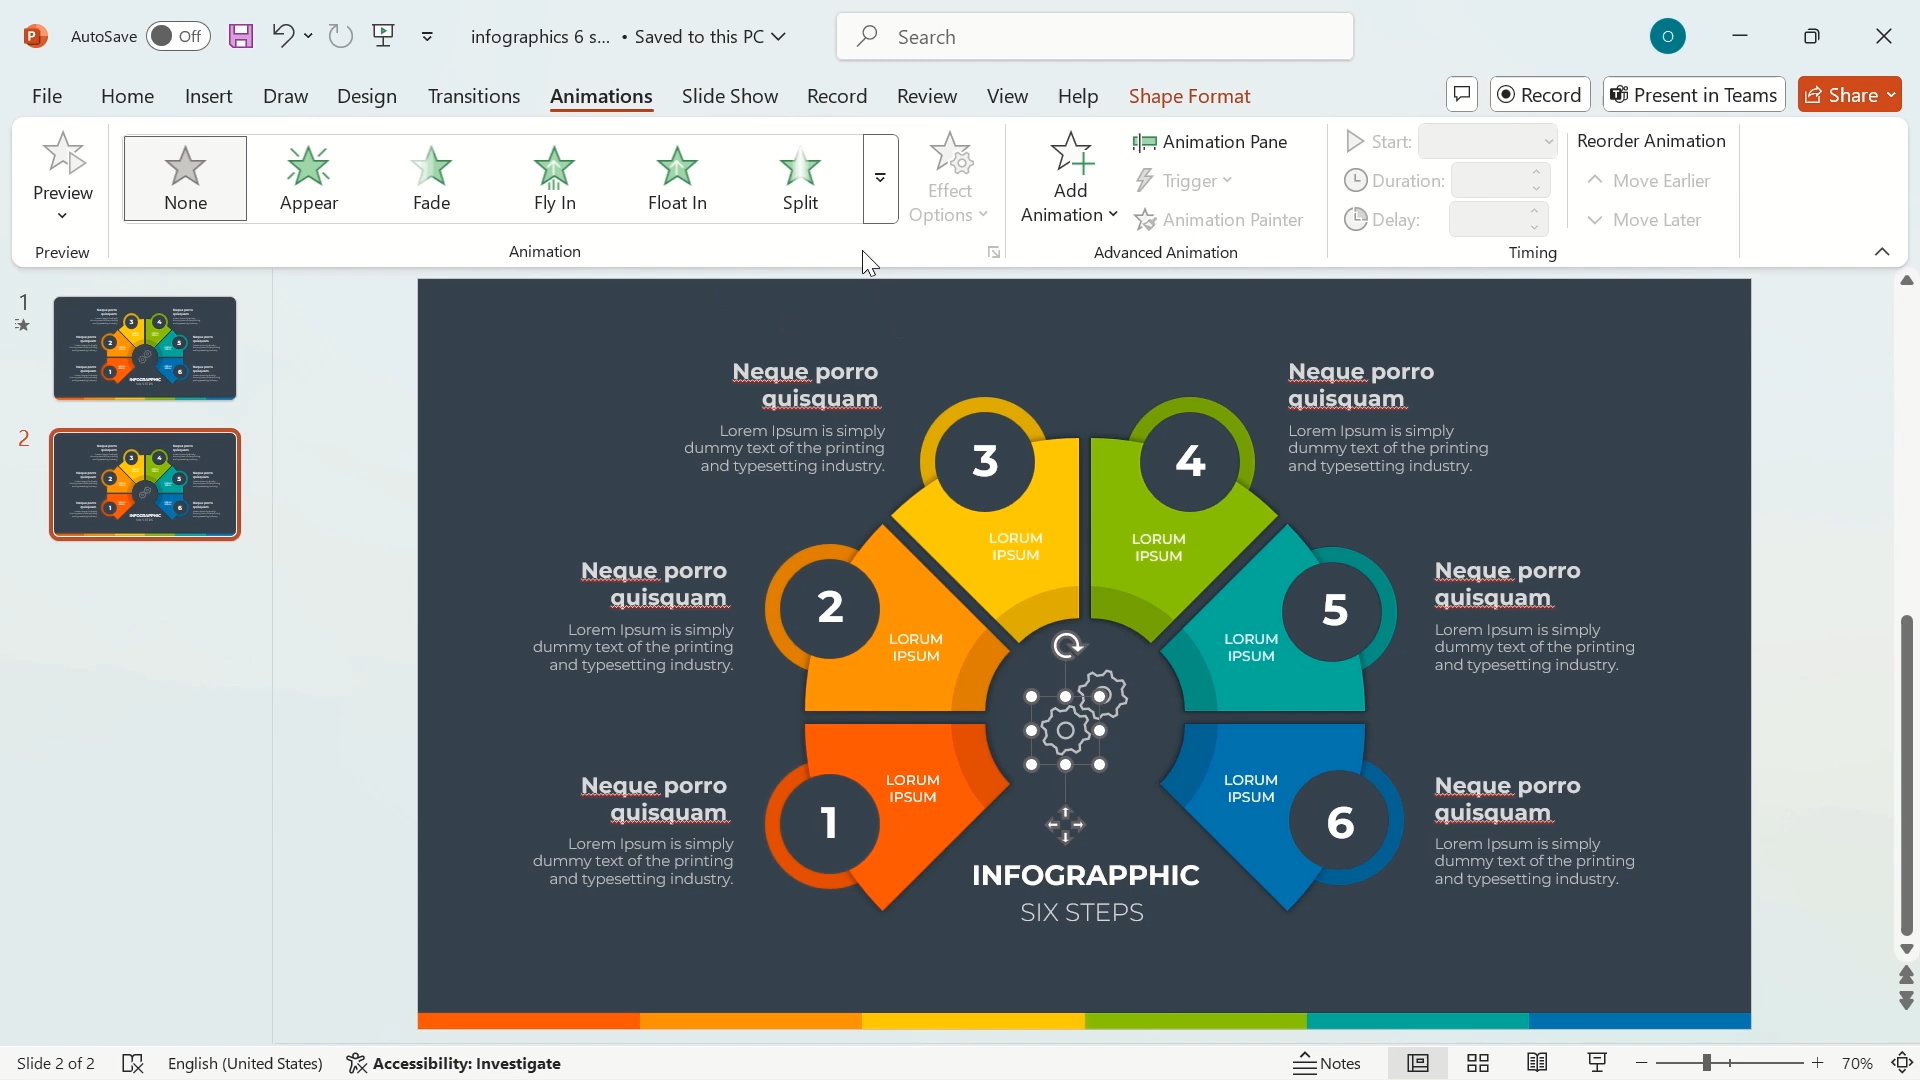 AutoSave Off infographics 6 s... • Saved to this PC Search O
File Home Insert Draw Design Transitions Animations Slide Show Record Review View Help Shape Format Record Present in Teams Share
Preview
None
Appear
Fade
Fly In
Float In
Split
Effect
Options
Add
Animation
Animation Pane
Trigger
Animation Painter
Start:
Duration:
Delay:
Reorder Animation
Move Earlier
Move Later
Preview Animation Advanced Animation Timing
1
2
Neque porro
quisquam
Lorem Ipsum is simply
dummy text of the printing
and typesetting industry.
3
LORUM
IPSUM
4
LORUM
IPSUM
Neque porro
quisquam
Lorem Ipsum is simply
dummy text of the printing
and typesetting industry.
Neque porro
quisquam
Lorem Ipsum is simply
dummy text of the printing
and typesetting industry.
2
LORUM
IPSUM
LORUM
IPSUM
5
Neque porro
quisquam
Lorem Ipsum is simply
dummy text of the printing
and typesetting industry.
Neque porro
quisquam
Lorem Ipsum is simply
dummy text of the printing
and typesetting industry.
1
LORUM
IPSUM
LORUM
IPSUM
6
Neque porro
quisquam
Lorem Ipsum is simply
dummy text of the printing
and typesetting industry.
INFOGRAPPHIC
SIX STEPS
Slide 2 of 2 English (United States) Accessibility: Investigate Notes 70%